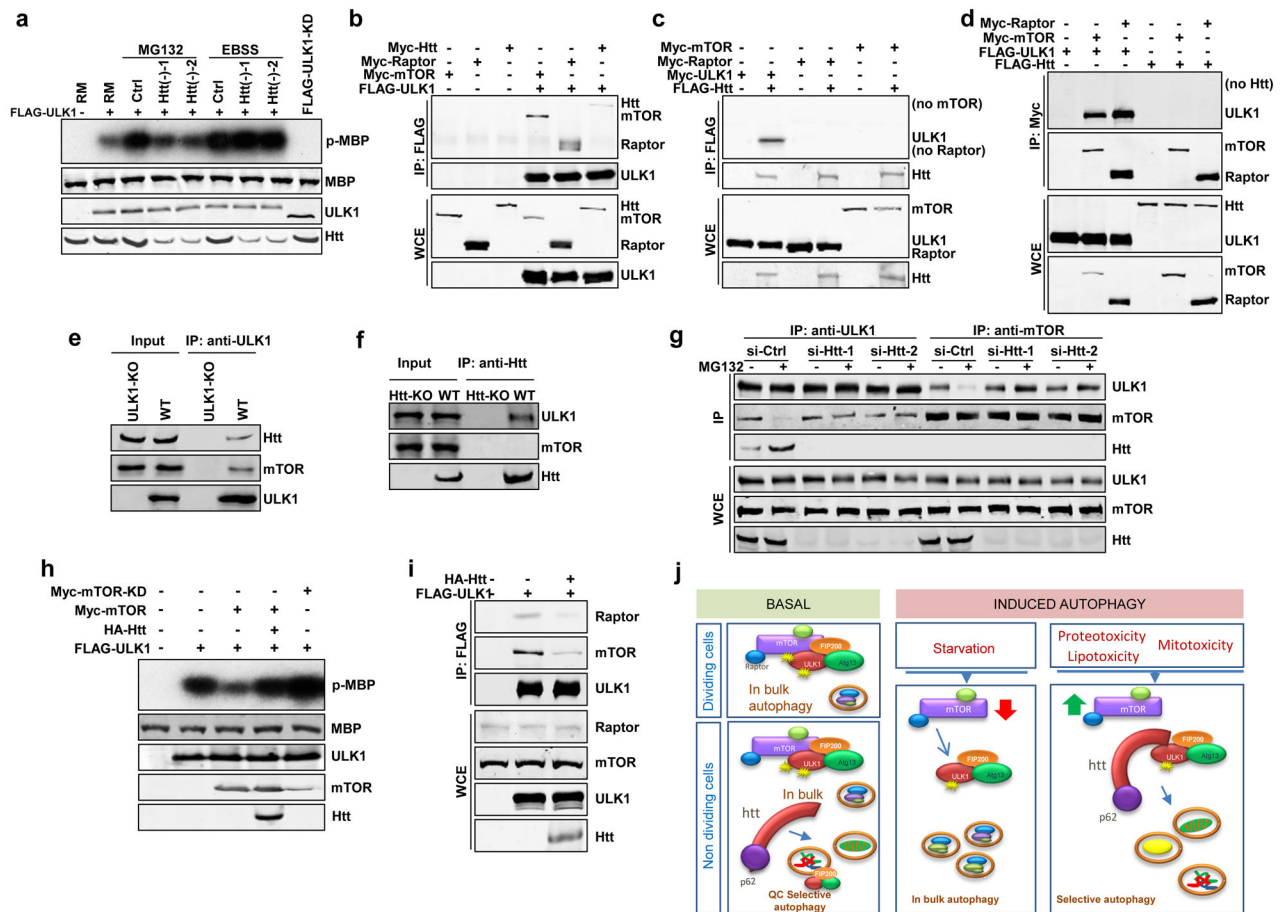 a
MG132
EBSS
RM
RM
Ctrl
Htt(-)-1
Htt(-)-2
Ctrl
Htt(-)-1
Htt(-)-2
FLAG-ULK1-KD
FLAG-ULK1 - + + + + + + +
p-MBP
MBP
ULK1
Htt
b
Myc-Htt - - + - - +
Myc-Raptor - + - - + -
Myc-mTOR + - - + - -
FLAG-ULK1 - - - + + +
IP: FLAG
Htt
mTOR
Raptor
ULK1
WCE
Htt
mTOR
Raptor
ULK1
c
Myc-mTOR - - - - + +
Myc-Raptor - - + + - -
Myc-ULK1 + + - - - -
FLAG-Htt - + - + - +
IP: FLAG
(no mTOR)
ULK1
(no Raptor)
Htt
WCE
mTOR
ULK1
Raptor
Htt
d
Myc-Raptor - - + - - +
Myc-mTOR - + - - + -
FLAG-ULK1 + + + - - -
FLAG-Htt - - - + + +
IP: Myc
(no Htt)
ULK1
mTOR
Raptor
WCE
Htt
ULK1
mTOR
Raptor
e
Input
IP: anti-ULK1
ULK1-KO
WT
ULK1-KO
WT
Htt
mTOR
ULK1
f
Input
IP: anti-Htt
Htt-KO WT
Htt-KO WT
ULK1
mTOR
Htt
g
IP: anti-ULK1
IP: anti-mTOR
si-Ctrl
si-Htt-1
si-Htt-2
si-Ctrl
si-Htt-1
si-Htt-2
MG132 - + - + - + - + - + - +
IP
ULK1
mTOR
Htt
WCE
ULK1
mTOR
Htt
h
Myc-mTOR-KD - - - - +
Myc-mTOR - - + + -
HA-Htt - - - + -
FLAG-ULK1 - + + + +
p-MBP
MBP
ULK1
mTOR
Htt
i
HA-Htt - - +
FLAG-ULK1 - + +
IP: FLAG
Raptor
mTOR
ULK1
WCE
Raptor
mTOR
ULK1
Htt
j
BASAL
INDUCED AUTOPHAGY
Dividing cells
mTOR
FIP200
Raptor
ULK1
Atg13
In bulk
autophagy
Non dividing cells
mTOR
FIP200
ULK1
Atg13
In bulk
htt
p62
FIP200
QC Selective
autophagy
Starvation
mTOR
FIP200
ULK1
Atg13
In bulk autophagy
Proteotoxicity
Lipotoxicity
Mitotoxicity
mTOR
FIP200
ULK1
Atg13
htt
p62
Selective autophagy